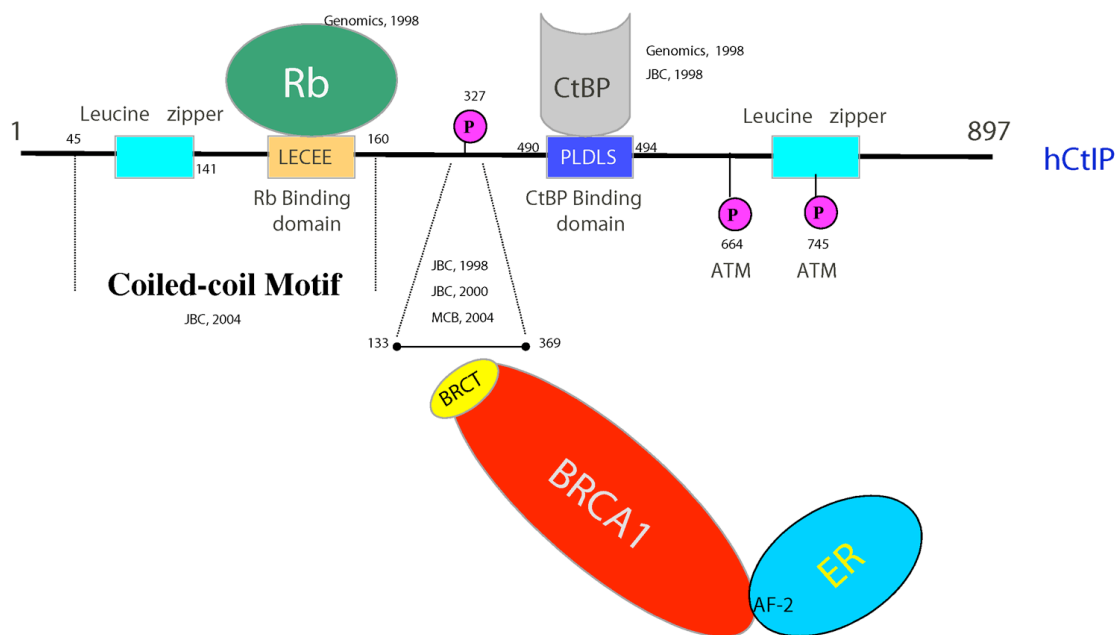 Genomics, 1998
Rb
CtBP
Genomics, 1998
JBC, 1998
327
P
Leucine zipper
Leucine zipper
1
45
141
LECEE
160
490
PLDLS
494
897
hCtIP
Rb Binding
domain
CtBP Binding
domain
P
P
664
745
ATM
ATM
Coiled-coil Motif
JBC, 2004
JBC, 1998
JBC, 2000
MCB, 2004
133
369
BRCT
BRCA1
ER
AF-2